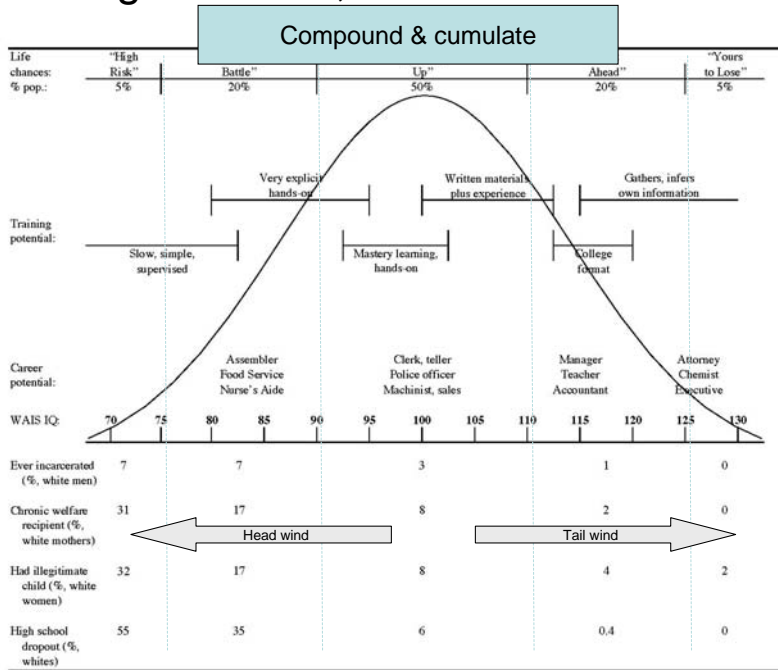 Compound & cumulate
Life chances: "High Risk" Battle" Up" Ahead" "Yours to Lose"
% pop.: 5% 20% 50% 20% 5%
Very explicit hands-on
Written materials plus experience
Gathers, infers own information
Training potential:
Slow, simple, supervised
Mastery learning, hands-on
College format
Career potential:
Assembler
Food Service
Nurse's Aide
Clerk, teller
Police officer
Machinist, sales
Manager
Teacher
Accountant
Attorney
Chemist
Executive
WAIS IQ: 70 75 80 85 90 95 100 105 110 115 120 125 130
Ever incarcerated (%, white men) 7 7 3 1 0
Chronic welfare recipient (%, white mothers) 31 17 8 2 0
Head wind
Tail wind
Had illegitimate child (%, white women) 32 17 8 4 2
High school dropout (%, whites) 55 35 6 0.4 0